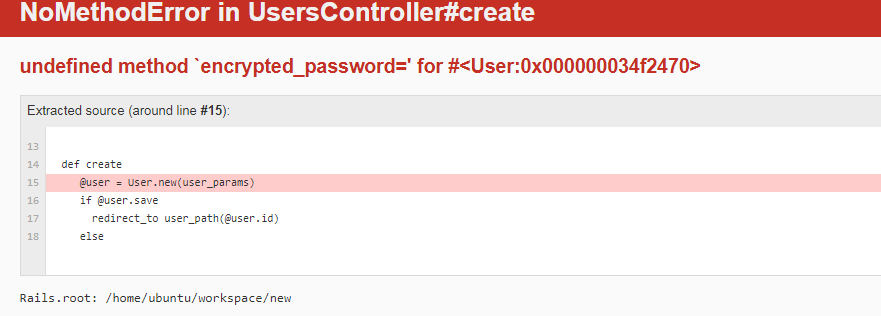 NoMethodError in UsersController#create
undefined method `encrypted_password=' for #<User:0x000000034f2470>
Extracted source (around line #15):
13
14 def create
15 @user = User.new(user_params)
16 if @user.save
17 redirect_to user_path(@user.id)
18 else
Rails.root: /home/ubuntu/workspace/new